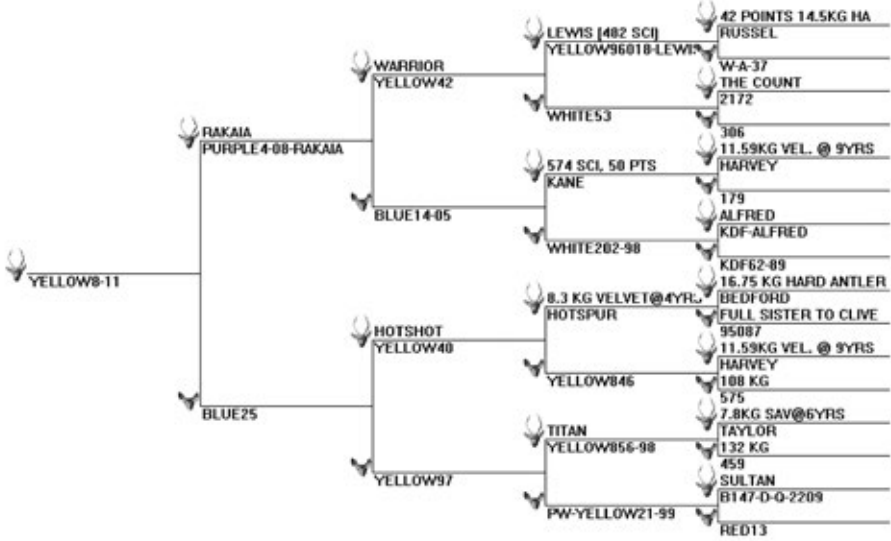 YELLOW8-11
RAKAIA
PURPLE4-08-RAKAIA
BLUE25
WARRIOR
YELLOW42
BLUE14-05
HOTSHOT
YELLOW40
YELLOW97
LEWIS [482 SCI]
YELLOW96018-LEWIS
WHITE53
574 SCI, 50 PTS
KANE
WHITE202-98
8.3 KG VELVET@4YRS
HOTSPUR
YELLOW846
TITAN
YELLOW856-98
PW-YELLOW21-99
42 POINTS 14.5KG HA
RUSSEL
W-A-37
THE COUNT
2172
306
11.59KG VEL. @ 9YRS
HARVEY
179
ALFRED
KDF-ALFRED
KDF62-89
16.75 KG HARD ANTLER
BEDFORD
FULL SISTER TO CLIVE
95087
11.59KG VEL. @ 9YRS
HARVEY
108 KG
575
7.8KG SAV@6YRS
TAYLOR
132 KG
459
SULTAN
B147-D-Q-2209
RED13